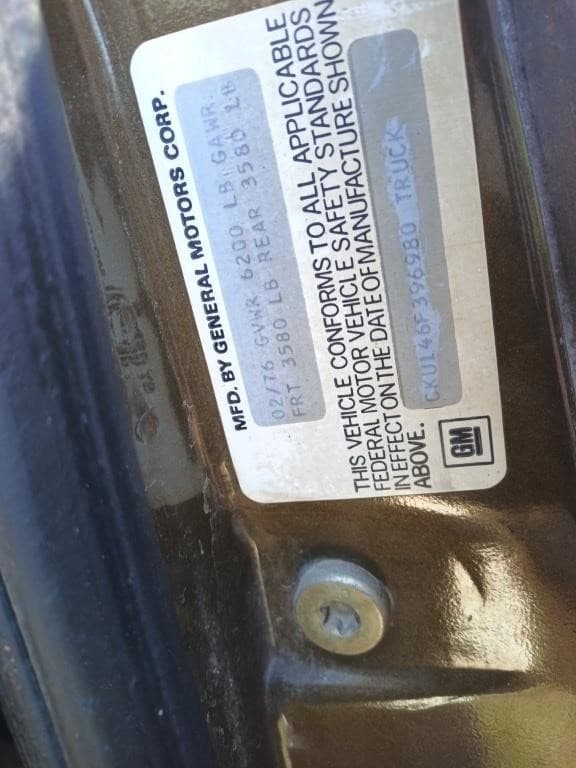 MFD. BY GENERAL MOTORS CORP.
02/76 GVWR 6200 LB GAWR
FRT 3580 LB REAR 3580 LB
THIS VEHICLE CONFORMS TO ALL APPLICABLE
FEDERAL MOTOR VEHICLE SAFETY STANDARDS
IN EFFECT ON THE DATE OF MANUFACTURE SHOWN
ABOVE.
CKU146F396980 TRUCK
GM